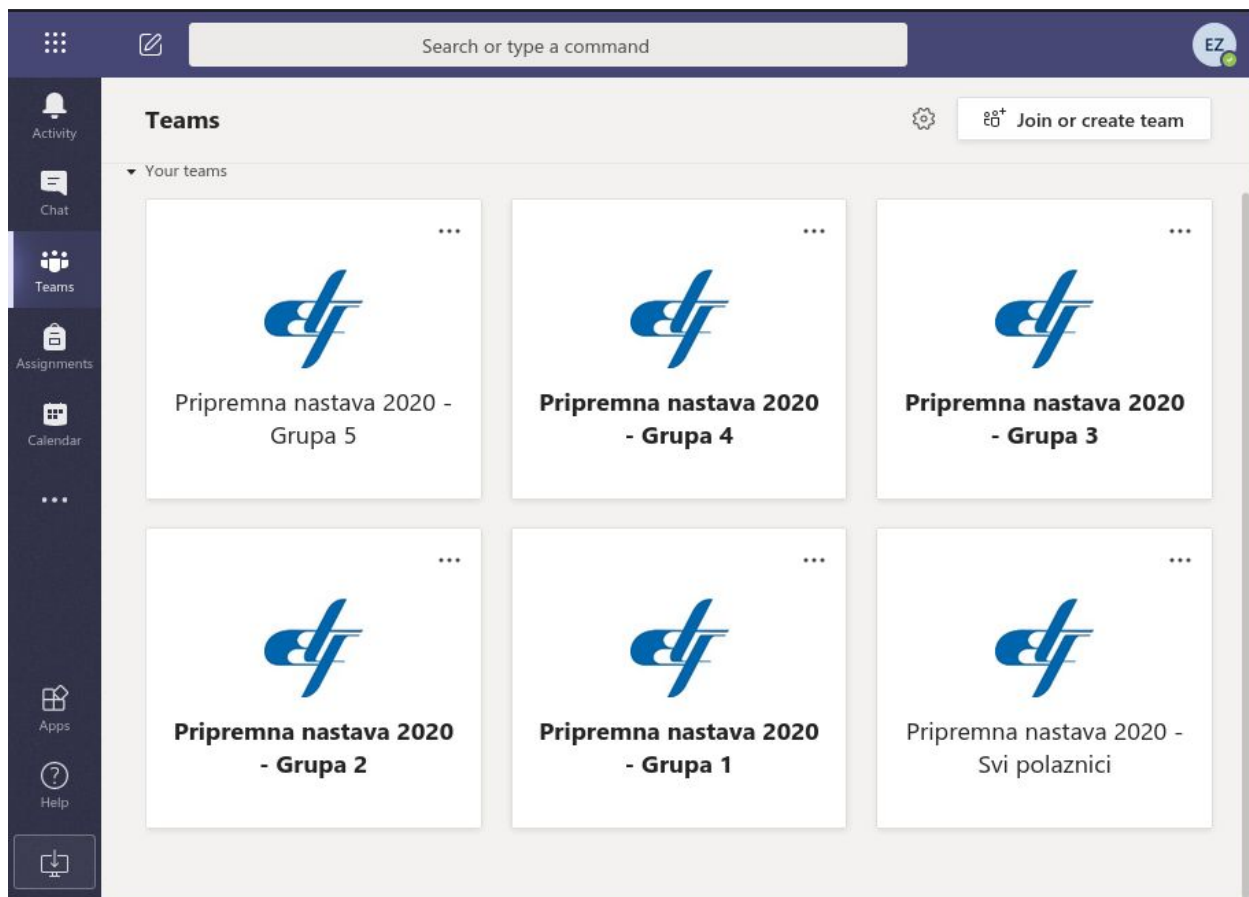 Search or type a command
EZ
Activity
Chat
Teams
Assignments
Calendar
Apps
Help
Teams
Join or create team
Your teams
Pripremna nastava 2020 -
Grupa 5
Pripremna nastava 2020
- Grupa 4
Pripremna nastava 2020
- Grupa 3
Pripremna nastava 2020
- Grupa 2
Pripremna nastava 2020
- Grupa 1
Pripremna nastava 2020 -
Svi polaznici